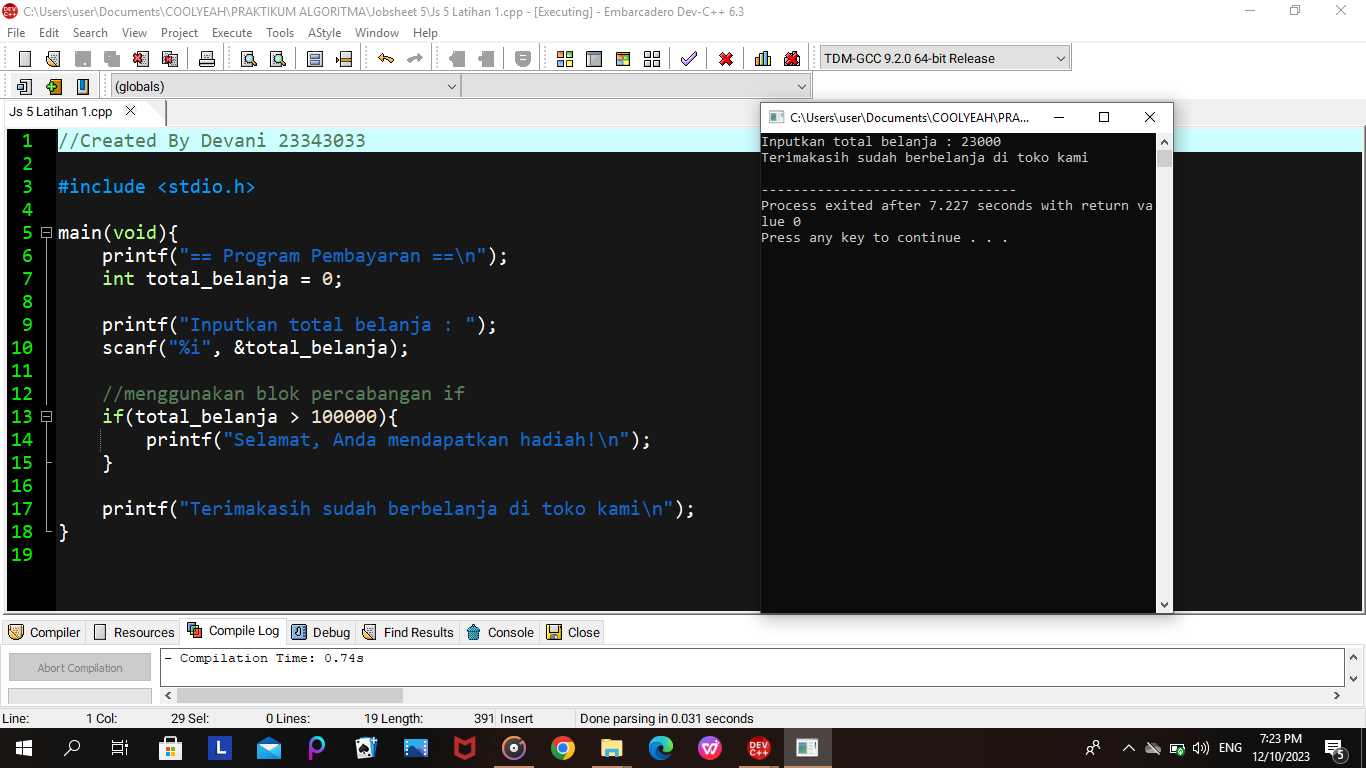 C:\Users\user\Documents\COOLYEAH\PRAKTIKUM ALGORITMA\Jobsheet 5\Js 5 Latihan 1.cpp - [Executing] - Embarcadero Dev-C++ 6.3
File Edit Search View Project Execute Tools AStyle Window Help
TDM-GCC 9.2.0 64-bit Release
(globals)
Js 5 Latihan 1.cpp
1 //Created By Devani 23343033
2
3 #include <stdio.h>
4
5 main(void){
6 printf("== Program Pembayaran ==\n");
7 int total_belanja = 0;
8
9 printf("Inputkan total belanja : ");
10 scanf("%i", &total_belanja);
11
12 //menggunakan blok percabangan if
13 if(total_belanja > 100000){
14 printf("Selamat, Anda mendapatkan hadiah!\n");
15 }
16
17 printf("Terimakasih sudah berbelanja di toko kami\n");
18 }
19
C:\Users\user\Documents\COOLYEAH\PRA...
Inputkan total belanja : 23000
Terimakasih sudah berbelanja di toko kami
--------------------------------
Process exited after 7.227 seconds with return va
lue 0
Press any key to continue . . .
Compiler Resources Compile Log Debug Find Results Console Close
Abort Compilation
- Compilation Time: 0.74s
Line: 1 Col: 29 Sel: 0 Lines: 19 Length: 391 Insert Done parsing in 0.031 seconds
L
DEV C++
ENG
7:23 PM
12/10/2023
5